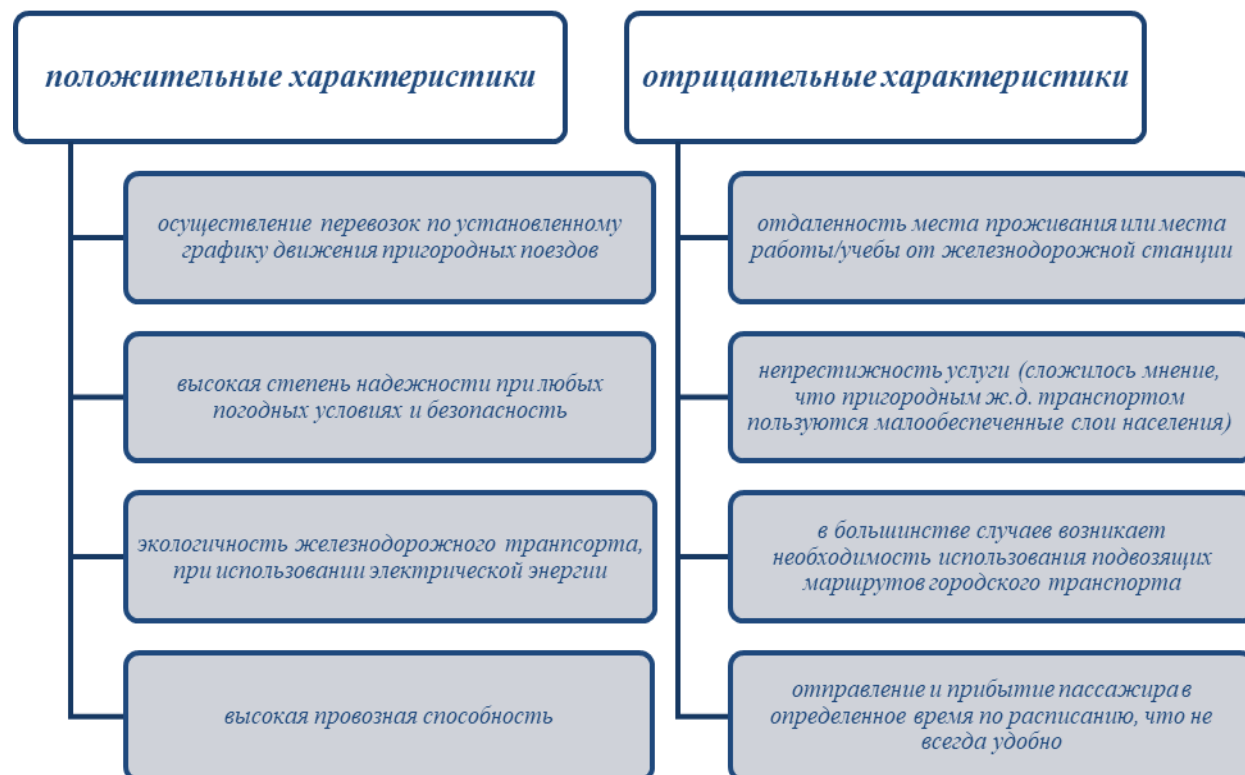 положительные характеристики
осуществление перевозок по установленному
графику движения пригородных поездов
высокая степень надежности при любых
погодных условиях и безопасность
экологичность железнодорожного транпсорта,
при использовании электрической энергии
высокая провозная способность
отрицательные характеристики
отдаленность места проживания или места
работы/учебы от железнодорожной станции
непрестижность услуги (сложилось мнение,
что пригородным ж.д. транспортом
пользуются малообеспеченные слои населения)
в большинстве случаев возникает
необходимость использования подвозящих
маршрутов городского транспорта
отправление и прибытие пассажира в
определенное время по расписанию, что не
всегда удобно